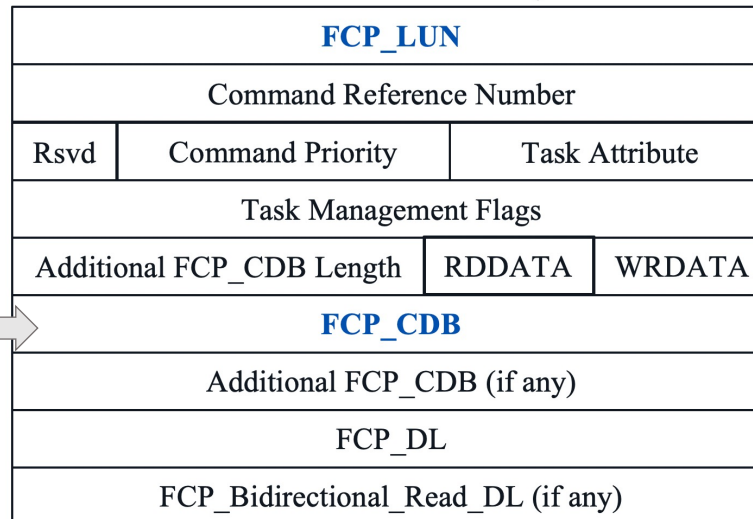 FCP_LUN
Command Reference Number
Rsvd Command Priority Task Attribute
Task Management Flags
Additional FCP_CDB Length RDDATA WRDATA
FCP_CDB
Additional FCP_CDB (if any)
FCP_DL
FCP_Bidirectional_Read_DL (if any)